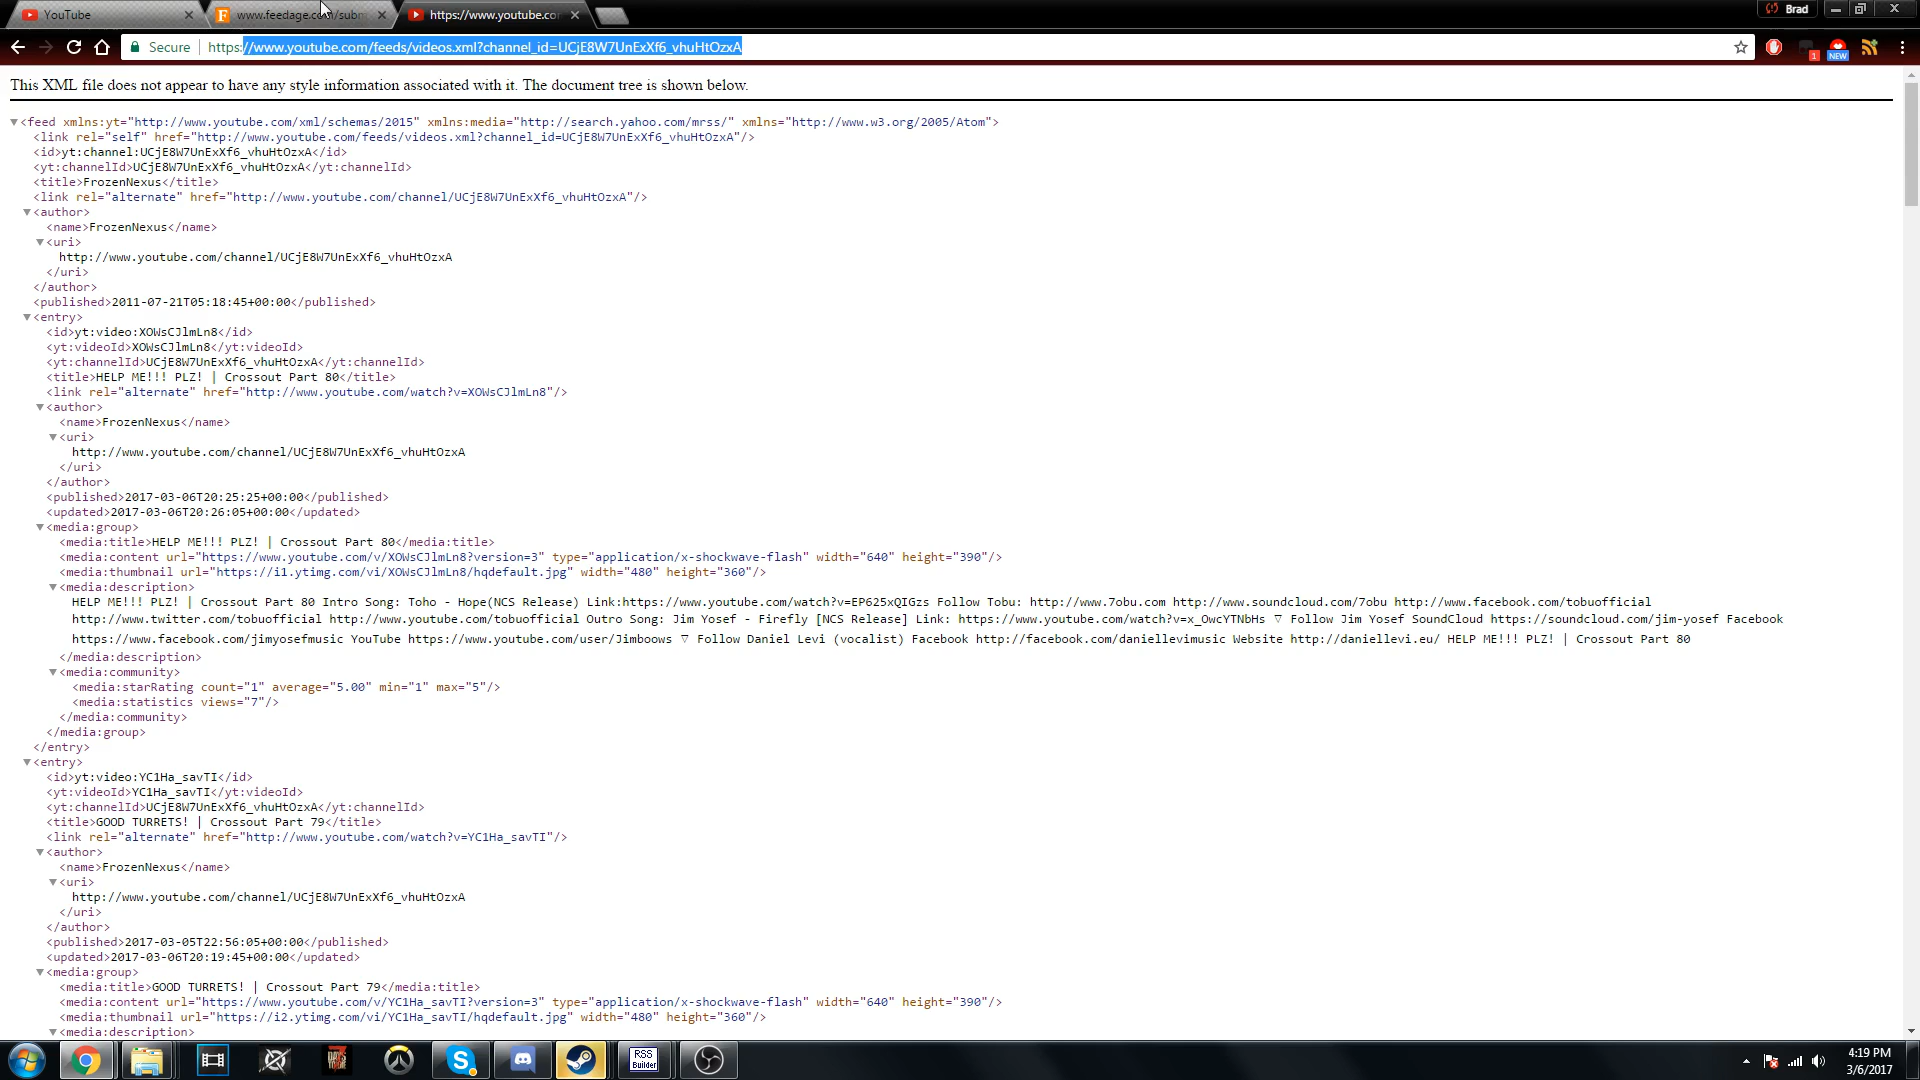 YouTube
www.feedage.c /subm
https://www.youtube.co
Brad
Secure
https://www.youtube.com/feeds/videos.xml?channel_id=UCjE8W7UnExXf6_vhuHtOzxA
1
NEW
This XML file does not appear to have any style information associated with it. The document tree is shown below.
<feed xmlns:yt="http://www.youtube.com/xml/schemas/2015" xmlns:media="http://search.yahoo.com/mrss/" xmlns="http://www.w3.org/2005/Atom">
<link rel="self" href="http://www.youtube.com/feeds/videos.xml?channel_id=UCjE8W7UnExXf6_vhuHtOzxA"/>
<id>yt:channel:UCjE8W7UnExXf6_vhuHtOzxA</id>
<yt:channelId>UCjE8W7UnExXf6_vhuHtOzxA</yt:channelId>
<title>FrozenNexus</title>
<link rel="alternate" href="http://www.youtube.com/channel/UCjE8W7UnExXf6_vhuHtOzxA"/>
<author>
<name>FrozenNexus</name>
<uri>
http://www.youtube.com/channel/UCjE8W7UnExXf6_vhuHtOzxA
</uri>
</author>
<published>2011-07-21T05:18:45+00:00</published>
<entry>
<id>yt:video:XOWsCJlmLn8</id>
<yt:videoId>XOWsCJlmLn8</yt:videoId>
<yt:channelId>UCjE8W7UnExXf6_vhuHtOzxA</yt:channelId>
<title>HELP ME!!! PLZ! | Crossout Part 80</title>
<link rel="alternate" href="http://www.youtube.com/watch?v=XOWsCJlmLn8"/>
<author>
<name>FrozenNexus</name>
<uri>
http://www.youtube.com/channel/UCjE8W7UnExXf6_vhuHtOzxA
</uri>
</author>
<published>2017-03-06T20:25:25+00:00</published>
<updated>2017-03-06T20:26:05+00:00</updated>
<media:group>
<media:title>HELP ME!!! PLZ! | Crossout Part 80</media:title>
<media:content url="https://www.youtube.com/v/XOWsCJlmLn8?version=3" type="application/x-shockwave-flash" width="640" height="390"/>
<media:thumbnail url="https://i1.ytimg.com/vi/XOWsCJlmLn8/hqdefault.jpg" width="480" height="360"/>
<media:description>
HELP ME!!! PLZ! | Crossout Part 80 Intro Song: Toho - Hope(NCS Release) Link:https://www.youtube.com/watch?v=EP625xQIGzs Follow Tobu: http://www.7obu.com http://www.soundcloud.com/7obu http://www.facebook.com/tobuofficial
http://www.twitter.com/tobuofficial http://www.youtube.com/tobuofficial Outro Song: Jim Yosef - Firefly [NCS Release] Link: https://www.youtube.com/watch?v=x_OwcYTNbHs ▽ Follow Jim Yosef SoundCloud https://soundcloud.com/jim-yosef Facebook
https://www.facebook.com/jimyosefmusic YouTube https://www.youtube.com/user/Jimboows ▽ Follow Daniel Levi (vocalist) Facebook http://facebook.com/daniellevimusic Website http://daniellevi.eu/ HELP ME!!! PLZ! | Crossout Part 80
</media:description>
<media:community>
<media:starRating count="1" average="5.00" min="1" max="5"/>
<media:statistics views="7"/>
</media:community>
</media:group>
</entry>
<entry>
<id>yt:video:YC1Ha_savTI</id>
<yt:videoId>YC1Ha_savTI</yt:videoId>
<yt:channelId>UCjE8W7UnExXf6_vhuHtOzxA</yt:channelId>
<title>GOOD TURRETS! | Crossout Part 79</title>
<link rel="alternate" href="http://www.youtube.com/watch?v=YC1Ha_savTI"/>
<author>
<name>FrozenNexus</name>
<uri>
http://www.youtube.com/channel/UCjE8W7UnExXf6_vhuHtOzxA
</uri>
</author>
<published>2017-03-05T22:56:05+00:00</published>
<updated>2017-03-06T20:19:45+00:00</updated>
<media:group>
<media:title>GOOD TURRETS! | Crossout Part 79</media:title>
<media:content url="https://www.youtube.com/v/YC1Ha_savTI?version=3" type="application/x-shockwave-flash" width="640" height="390"/>
<media:thumbnail url="https://i2.ytimg.com/vi/YC1Ha_savTI/hqdefault.jpg" width="480" height="360"/>
<media:description>
RSS
Builder
4:19 PM
3/6/2017